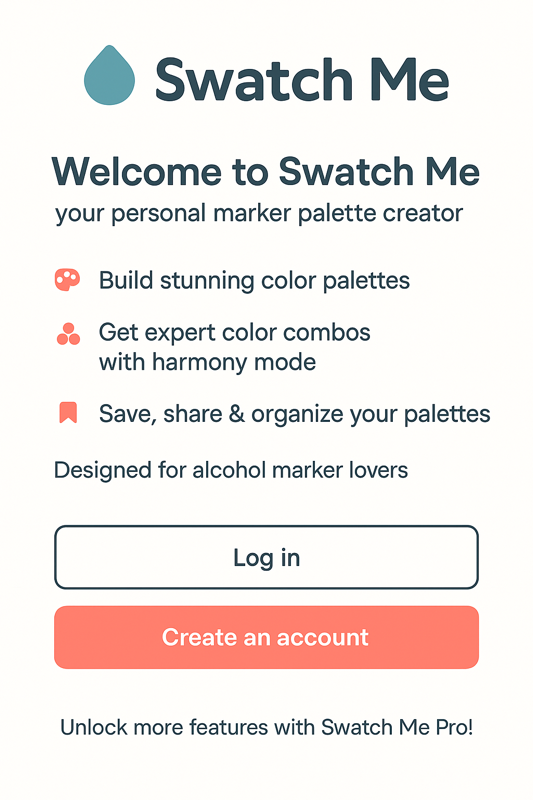 Swatch Me
Welcome to Swatch Me
your personal marker palette creator
Build stunning color palettes
Get expert color combos
with harmony mode
Save, share & organize your palettes
Designed for alcohol marker lovers
Log in
Create an account
Unlock more features with Swatch Me Pro!